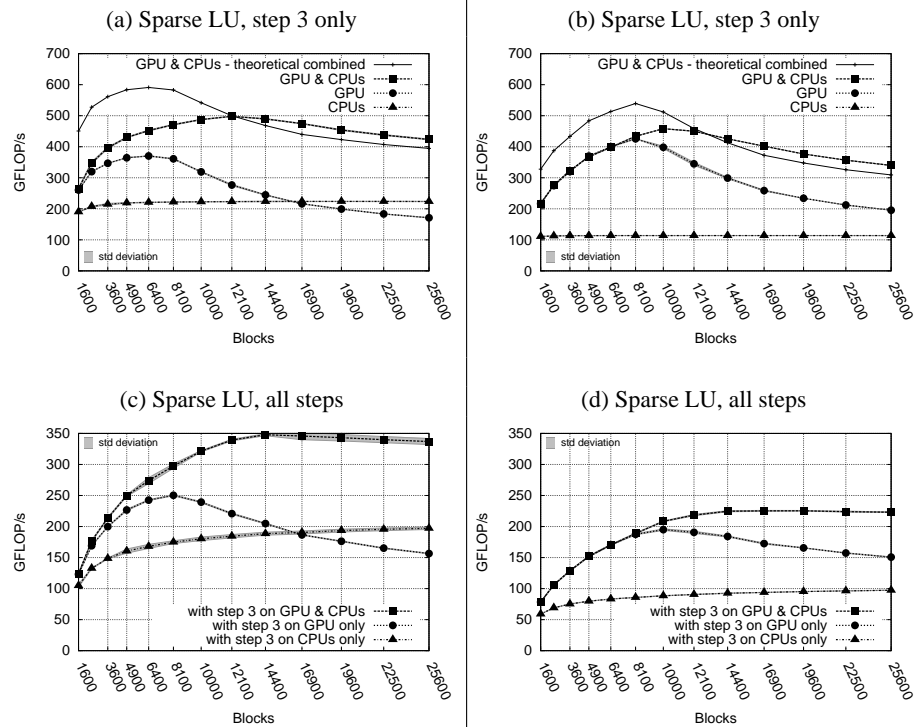 (a) Sparse LU, step 3 only
700
600
500
400
300
200
100
0
GFLOP/s
GPU & CPUs - theoretical combined
GPU & CPUs
GPU
CPUs
std deviation
1600
3600
4900
6400
8100
10000
12100
14400
16900
19600
22500
25600
Blocks
(b) Sparse LU, step 3 only
700
600
500
400
300
200
100
0
GFLOP/s
GPU & CPUs - theoretical combined
GPU & CPUs
GPU
CPUs
std deviation
1600
3600
4900
6400
8100
10000
12100
14400
16900
19600
22500
25600
Blocks
(c) Sparse LU, all steps
350
300
250
200
150
100
50
0
GFLOP/s
std deviation
with step 3 on GPU & CPUs
with step 3 on GPU only
with step 3 on CPUs only
1600
3600
4900
6400
8100
10000
12100
14400
16900
19600
22500
25600
Blocks
(d) Sparse LU, all steps
350
300
250
200
150
100
50
0
GFLOP/s
std deviation
with step 3 on GPU & CPUs
with step 3 on GPU only
with step 3 on CPUs only
1600
3600
4900
6400
8100
10000
12100
14400
16900
19600
22500
25600
Blocks